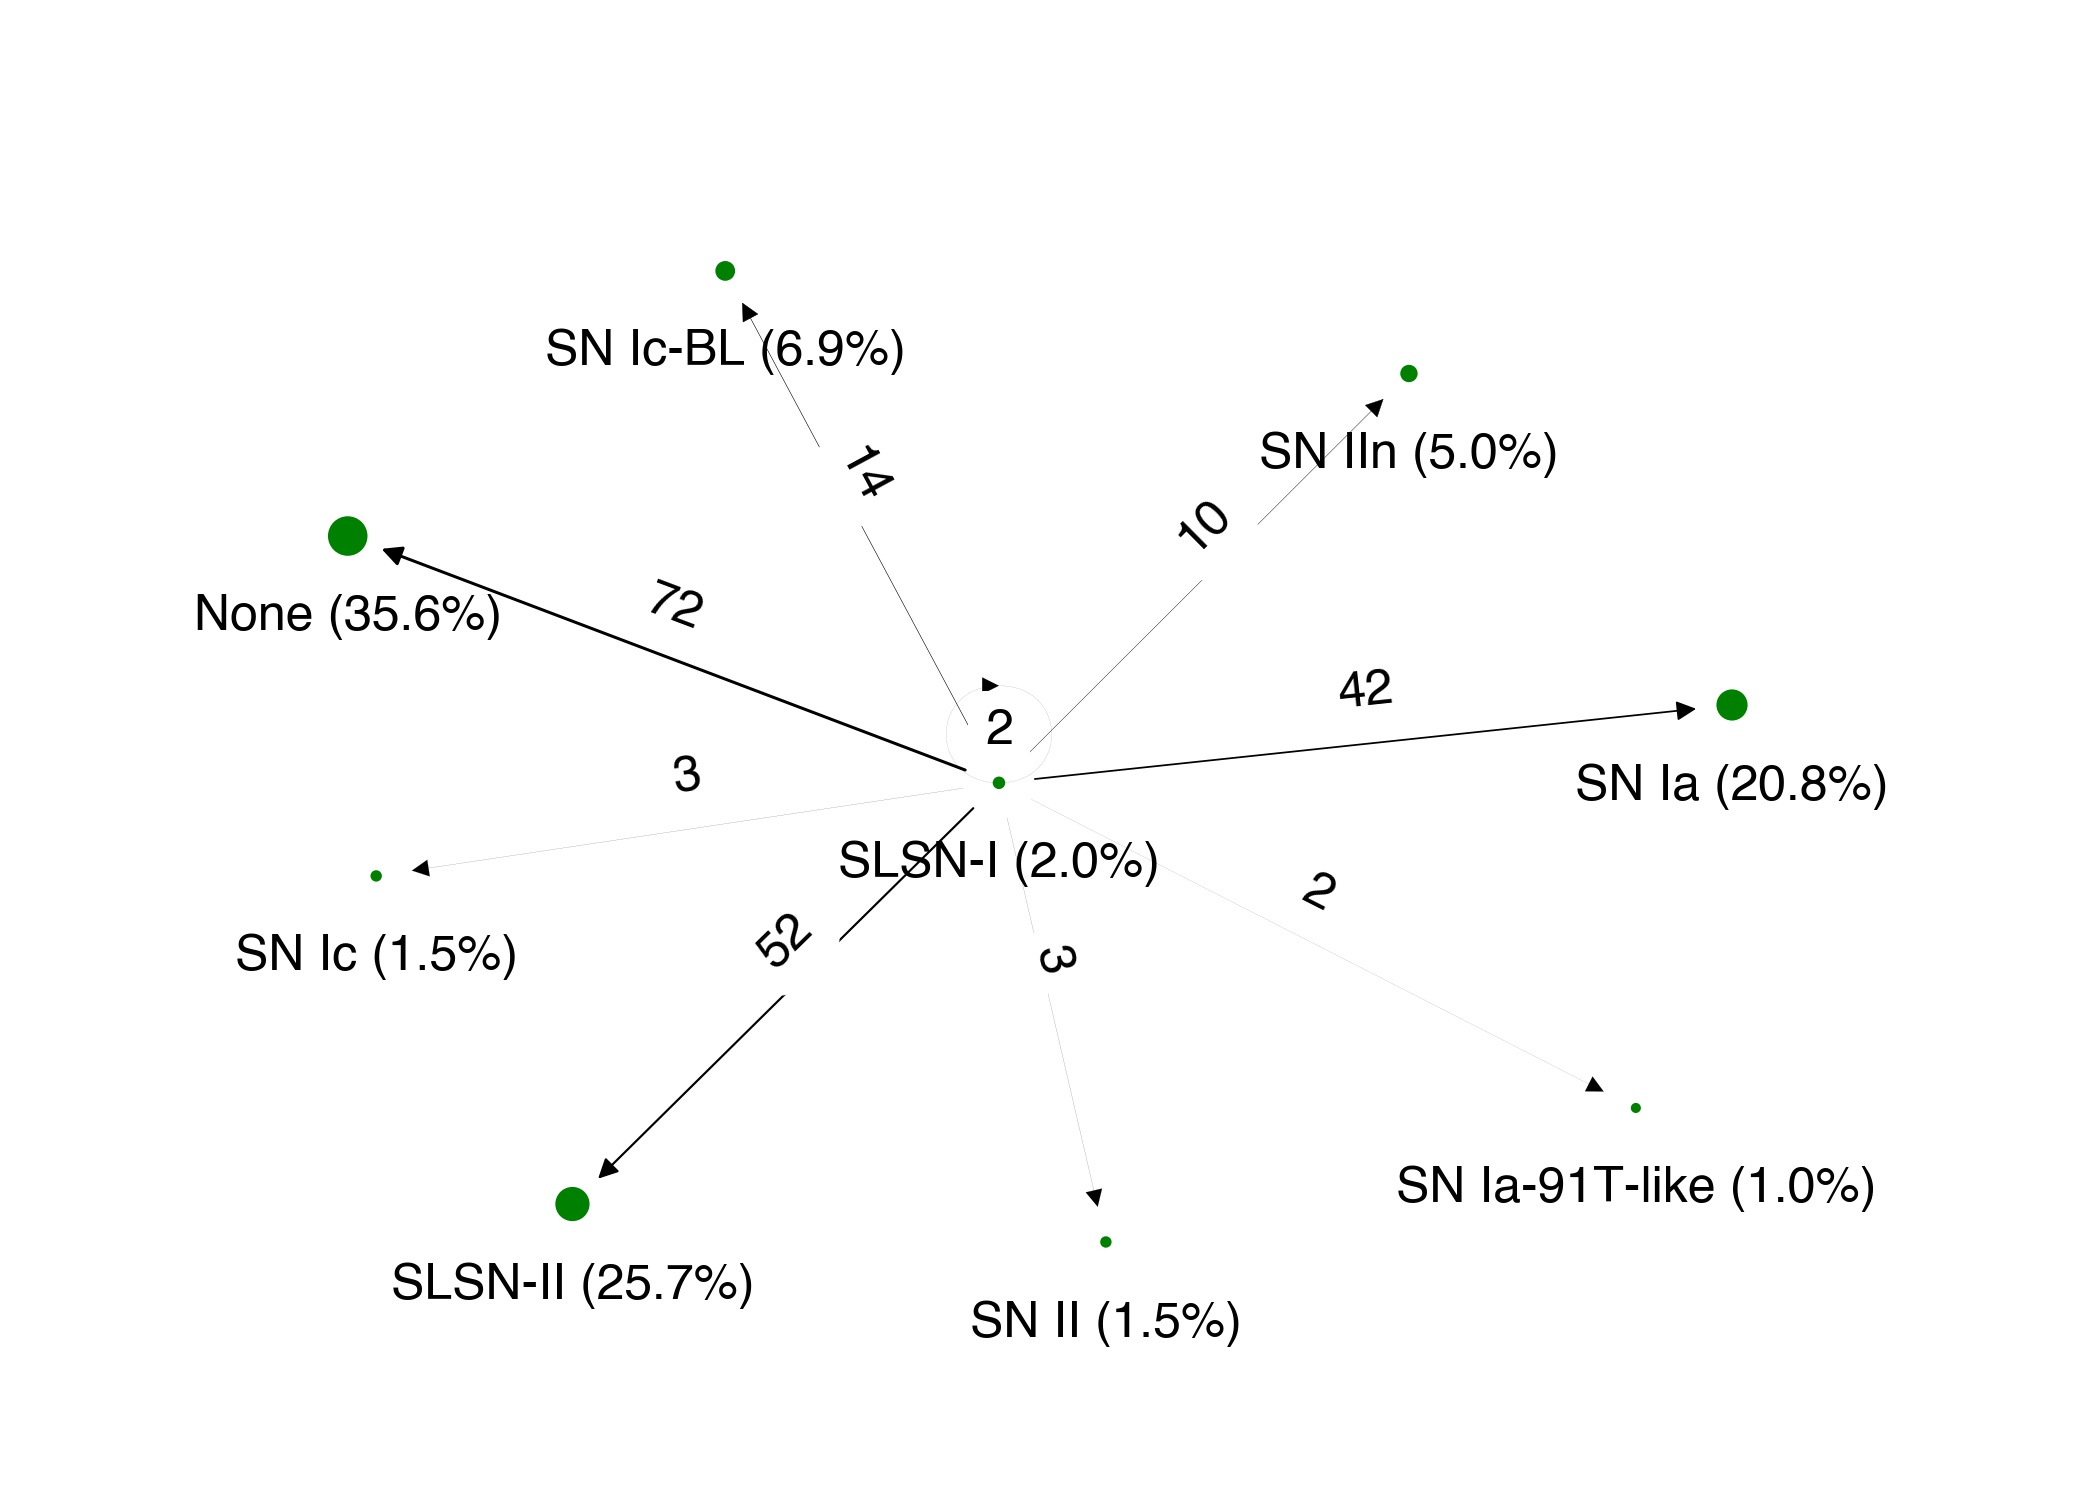 SN Ic-BL (6.9%)
SN IIn (5.0%)
14
10
72
None (35.6%)
42
2
3
SN Ia (20.8%)
SLSN-I (2.0%)
2
52
SN Ic (1.5%)
3
SN Ia-91T-like (1.0%)
SLSN-II (25.7%)
SN II (1.5%)